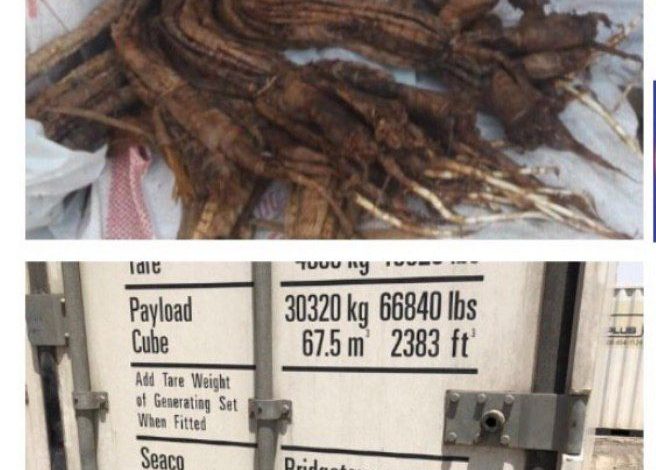 Tare
Payload 30320 kg 66840 lbs
Cube 67.5 m³ 2383 ft³
Add Tare Weight
of Generating Set
When Fitted
Seaco